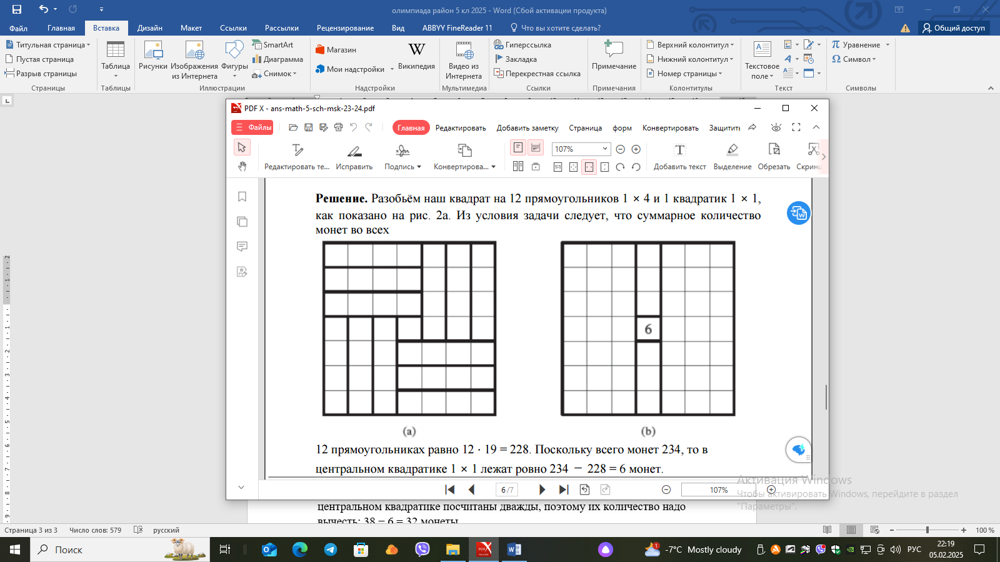 олимпиада район 5 кл 2025 - Word (Сбой активации продукта)
Файл Главная Вставка Дизайн Макет Ссылки Рассылки Рецензирование Вид ABBYY FineReader 11 Что вы хотите сделать? Общий доступ
Титульная страница
Пустая страница
Разрыв страницы
Страницы
Таблица
Таблицы
Рисунки
Изображения из Интернета
Фигуры
SmartArt
Диаграмма
Снимок
Иллюстрации
Магазин
Мои надстройки
W
Википедия
Надстройки
Видео из Интернета
Мультимедиа
Гиперссылка
Закладка
Перекрестная ссылка
Ссылки
Примечание
Примечания
Верхний колонтитул
Нижний колонтитул
Номер страницы
Колонтитулы
Текстовое поле
Текст
π Уравнение
Ω Символ
Символы
PDF X - ans-math-5-sch-msk-23-24.pdf
Файлы Главная Редактировать Добавить заметку Страница форм Конвертировать Защитить
107%
Редактировать те... Исправить Подпись Конвертирова... Добавить текст Выделение Обрезать Скрин
Решение. Разобьём наш квадрат на 12 прямоугольников 1 × 4 и 1 квадратик 1 × 1,
как показано на рис. 2a. Из условия задачи следует, что суммарное количество
монет во всех
6
(a) (b)
12 прямоугольниках равно 12 · 19 = 228. Поскольку всего монет 234, то в
центральном квадратике 1 × 1 лежат ровно 234 − 228 = 6 монет.
6 /7
107%
Активация Windows
Чтобы активировать Windows, перейдите в раздел
"Параметры".
центральном квадратике посчитаны дважды, поэтому их количество надо
вычесть: 38 − 6 = 32 монеты
Страница 3 из 3 Число слов: 579 русский 100 %
Поиск
-7°C Mostly cloudy
РУС
22:19
05.02.2025